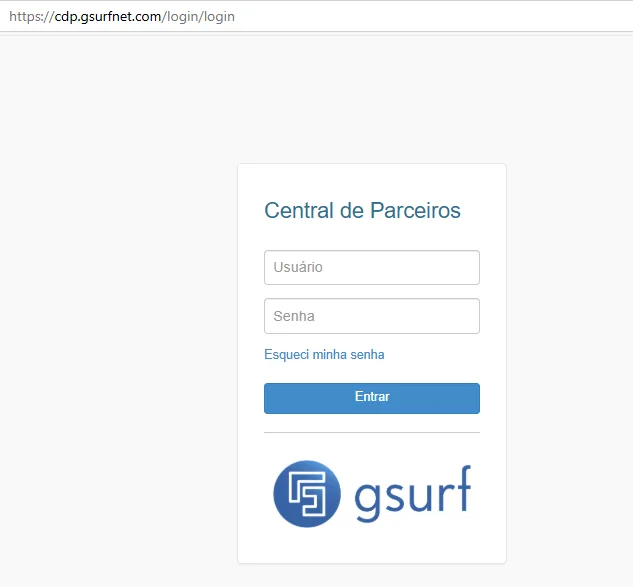 https://cdp.gsurfnet.com/login/login
Central de Parceiros
Usuário
Senha
Esqueci minha senha
Entrar
gsurf